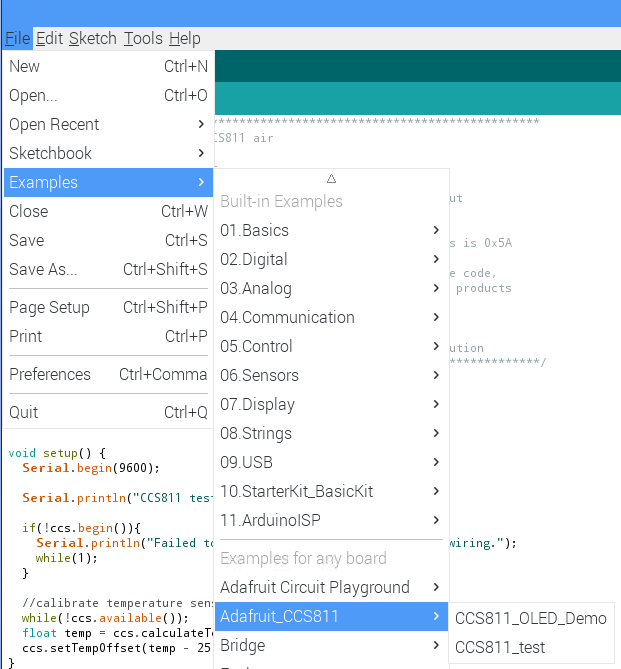 File Edit Sketch Tools Help
New Ctrl+N
Open... Ctrl+O
Open Recent
Sketchbook
Examples
Close Ctrl+W
Save Ctrl+S
Save As... Ctrl+Shift+S
Page Setup Ctrl+Shift+P
Print Ctrl+P
Preferences Ctrl+Comma
Quit Ctrl+Q
Built-in Examples
01.Basics
02.Digital
03.Analog
04.Communication
05.Control
06.Sensors
07.Display
08.Strings
09.USB
10.StarterKit_BasicKit
11.ArduinoISP
Examples for any board
Adafruit Circuit Playground
Adafruit_CCS811
Bridge
CCS811_OLED_Demo
CCS811_test
***********************************************
CS811 air
ut
s is 0x5A
e code,
products
ution
*************/
void setup() {
Serial.begin(9600);
Serial.println("CCS811 test
if(!ccs.begin()){
Serial.println("Failed to wiring.");
while(1);
}
//calibrate temperature sens
while(!ccs.available());
float temp = ccs.calculateTe
ccs.setTempOffset(temp - 25
}